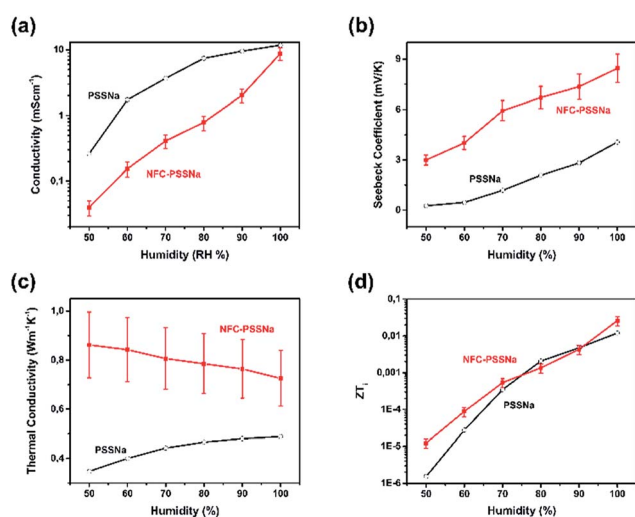 (a)
Conductivity (mScm⁻¹)
10
1
0,1
PSSNa
NFC-PSSNa
50 60 70 80 90 100
Humidity (RH %)
(b)
Seebeck Coefficient (mV/K)
9
6
3
0
NFC-PSSNa
PSSNa
50 60 70 80 90 100
Humidity (%)
(c)
Thermal Conductivity (Wm⁻¹K⁻¹)
1,0
0,8
0,6
0,4
NFC-PSSNa
PSSNa
50 60 70 80 90 100
Humidity (%)
(d)
ZTᵢ
0,1
0,01
0,001
1E-4
1E-5
1E-6
NFC-PSSNa
PSSNa
50 60 70 80 90 100
Humidity (%)